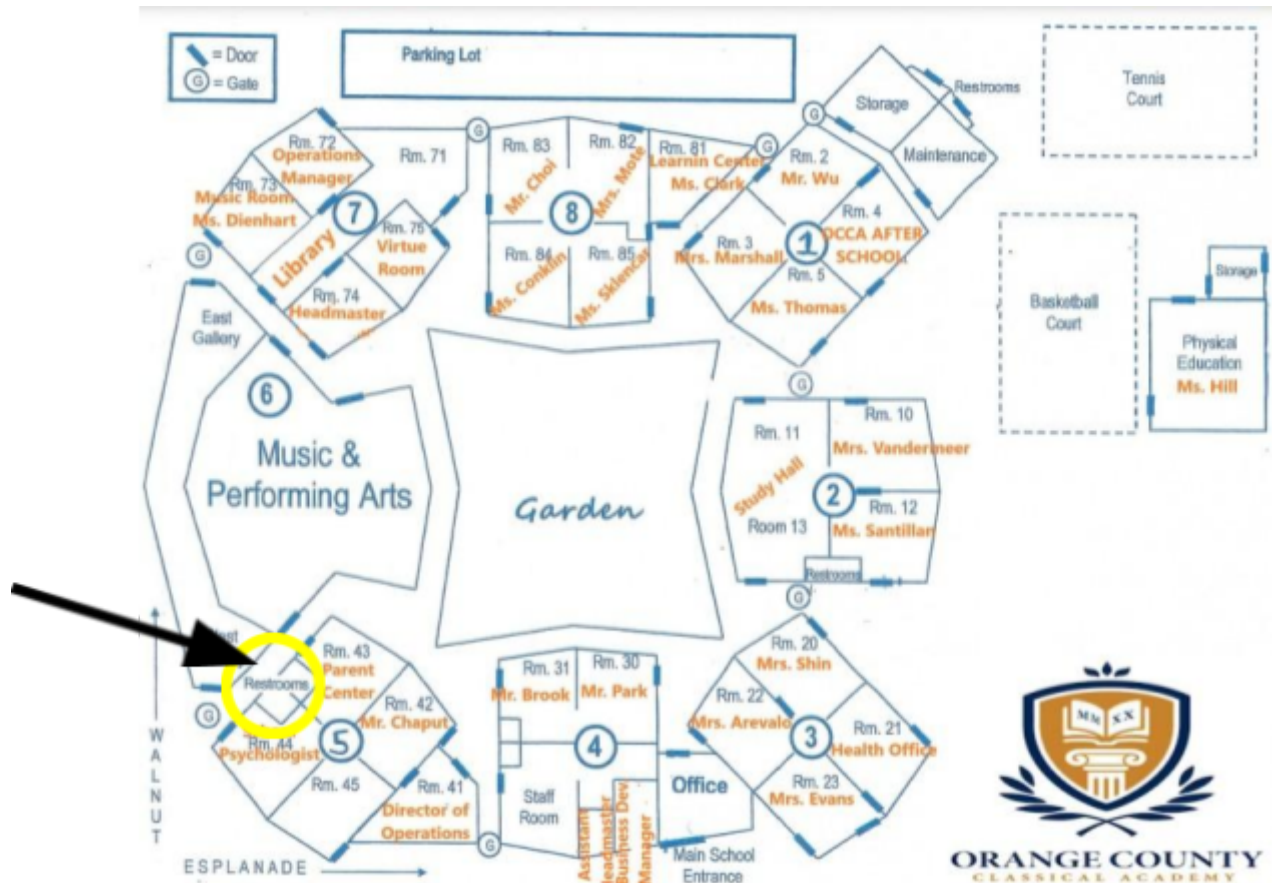 = Door
G = Gate
Parking Lot
Tennis
Court
Storage
Restrooms
Maintenance
Rm. 72
Operations
Manager
Rm. 71
Rm. 73
Music Room
Ms. Dienhart
7
Library
Rm. 75
Virtue
Room
Rm. 74
Headmaster
G
G
Rm. 83
Mr. Choi
Rm. 82
Mrs. Mote
Rm. 81
Learnin Center
Ms. Clark
8
Rm. 84
Ms. Conklin
Rm. 85
Ms. Sklencar
G
G
Rm. 2
Mr. Wu
Rm. 4
OCCA AFTER
SCHOOL
1
Rm. 3
Mrs. Marshall
Rm. 5
Ms. Thomas
Basketball
Court
Storage
Physical
Education
Ms. Hill
East
Gallery
6
Music &
Performing Arts
Garden
G
Rm. 11
Study Hall
Room 13
Rm. 10
Mrs. Vandermeer
2
Rm. 12
Ms. Santillan
Restrooms
G
WALNUT
Restrooms
G
Rm. 43
Parent
Center
Rm. 42
Mr. Chaput
Rm. 44
Psychologist
5
Rm. 45
Rm. 41
Director of
Operations
G
ESPLANADE
Rm. 31
Mr. Brook
Rm. 30
Mr. Park
4
Staff
Room
Assistant
Headmaster
Business Dev.
Manager
Office
Main School
Entrance
Rm. 20
Mrs. Shin
Rm. 22
Mrs. Arevalo
3
Rm. 21
Health Office
Rm. 23
Mrs. Evans
MM XX
ORANGE COUNTY
CLASSICAL ACADEMY